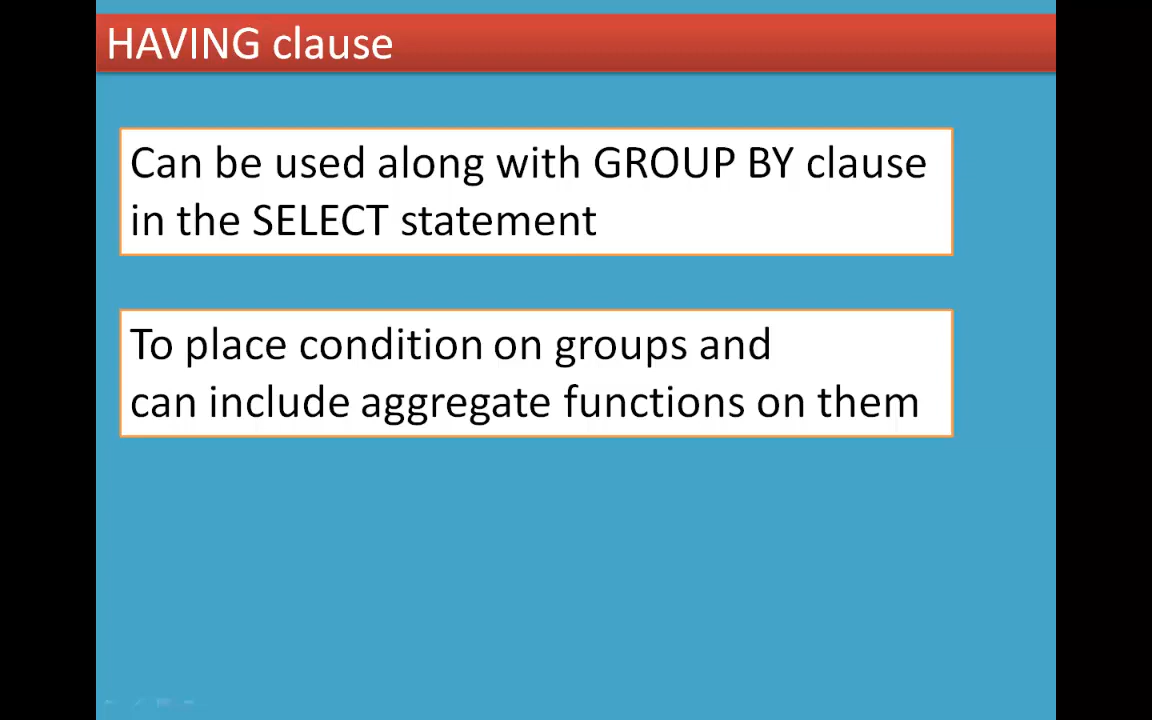 HAVING clause
Can be used along with GROUP BY clause
in the SELECT statement
To place condition on groups and
can include aggregate functions on them